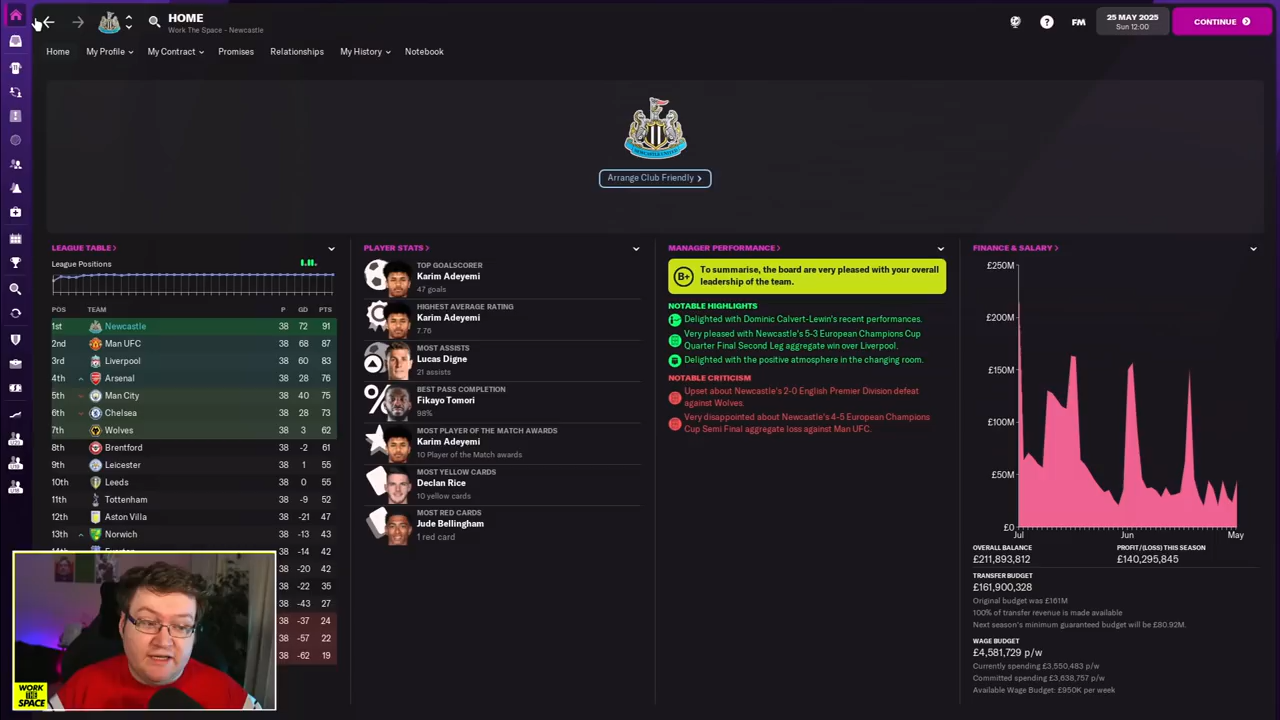 HOME
Work The Space - Newcastle
FM
25 MAY 2025
Sun 12:00
CONTINUE
Home
My Profile
My Contract
Promises
Relationships
My History
Notebook
Arrange Club Friendly >
LEAGUE TABLE >
League Positions
POS TEAM P GD PTS
1st Newcastle 38 72 91
2nd Man UFC 38 68 87
3rd Liverpool 38 60 83
4th Arsenal 38 28 76
5th Man City 38 40 75
6th Chelsea 38 28 73
7th Wolves 38 3 62
8th Brentford 38 -2 61
9th Leicester 38 1 55
10th Leeds 38 0 55
11th Tottenham 38 -9 52
12th Aston Villa 38 -21 47
13th Norwich 38 -13 43
38 -14 42
38 -20 42
38 -22 35
38 -43 27
38 -37 24
38 -57 22
38 -62 19
WORK
THE
SPACE
PLAYER STATS >
TOP GOALSCORER
Karim Adeyemi
47 goals
HIGHEST AVERAGE RATING
Karim Adeyemi
7.76
MOST ASSISTS
Lucas Digne
21 assists
BEST PASS COMPLETION
Fikayo Tomori
98%
MOST PLAYER OF THE MATCH AWARDS
Karim Adeyemi
10 Player of the Match awards
MOST YELLOW CARDS
Declan Rice
10 yellow cards
MOST RED CARDS
Jude Bellingham
1 red card
MANAGER PERFORMANCE >
B+
To summarise, the board are very pleased with your overall
leadership of the team.
NOTABLE HIGHLIGHTS
Delighted with Dominic Calvert-Lewin's recent performances.
Very pleased with Newcastle's 5-3 European Champions Cup
Quarter Final Second Leg aggregate win over Liverpool.
Delighted with the positive atmosphere in the changing room.
NOTABLE CRITICISM
Upset about Newcastle's 2-0 English Premier Division defeat
against Wolves.
Very disappointed about Newcastle's 4-5 European Champions
Cup Semi Final aggregate loss against Man UFC.
FINANCE & SALARY >
£250M
£200M
£150M
£100M
£50M
£0
Jul Jun May
OVERALL BALANCE
£211,893,812
PROFIT/(LOSS) THIS SEASON
£140,295,845
TRANSFER BUDGET
£161,900,328
Original budget was £161M
100% of transfer revenue is made available
Next season's minimum guaranteed budget will be £80.92M.
WAGE BUDGET
£4,581,729 p/w
Currently spending £3,550,483 p/w
Committed spending £3,638,757 p/w
Available Wage Budget: £950K per week